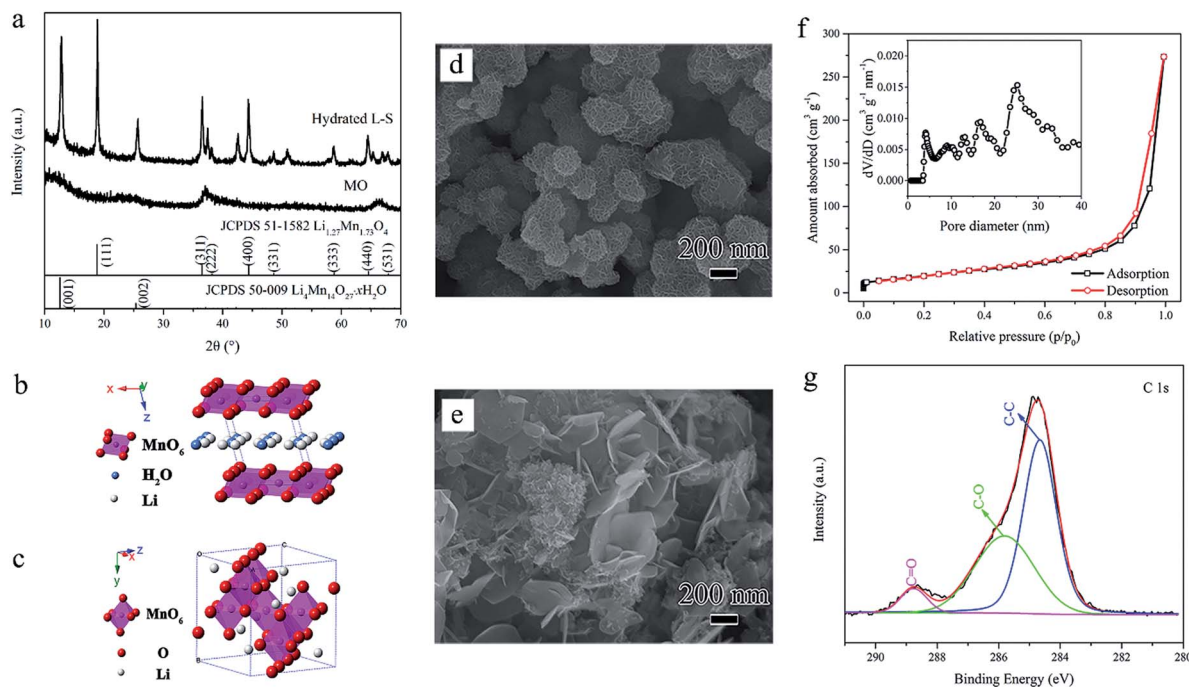 a
Intensity (a.u.)
Hydrated L-S
MO
JCPDS 51-1582 Li1.27Mn1.73O4
(111)
(311)
(222)
(400)
(331)
(333)
(440)
(531)
(001)
(002)
JCPDS 50-009 Li4Mn14O27·xH2O
10 20 30 40 50 60 70
2θ (°)
b
x
y
z
MnO6
H2O
Li
c
z
x
y
MnO6
O
Li
o
c
B
d
200 nm
e
200 nm
f
Amount absorbed (cm3 g-1)
300
250
200
150
100
50
0
dV/dD (cm3 g-1 nm-1)
0.020
0.015
0.010
0.005
0.000
0 10 20 30 40
Pore diameter (nm)
Adsorption
Desorption
0.0 0.2 0.4 0.6 0.8 1.0
Relative pressure (p/p0)
g
C 1s
Intensity (a.u.)
C=O
C-O
C-C
290 288 286 284 282 280
Binding Energy (eV)